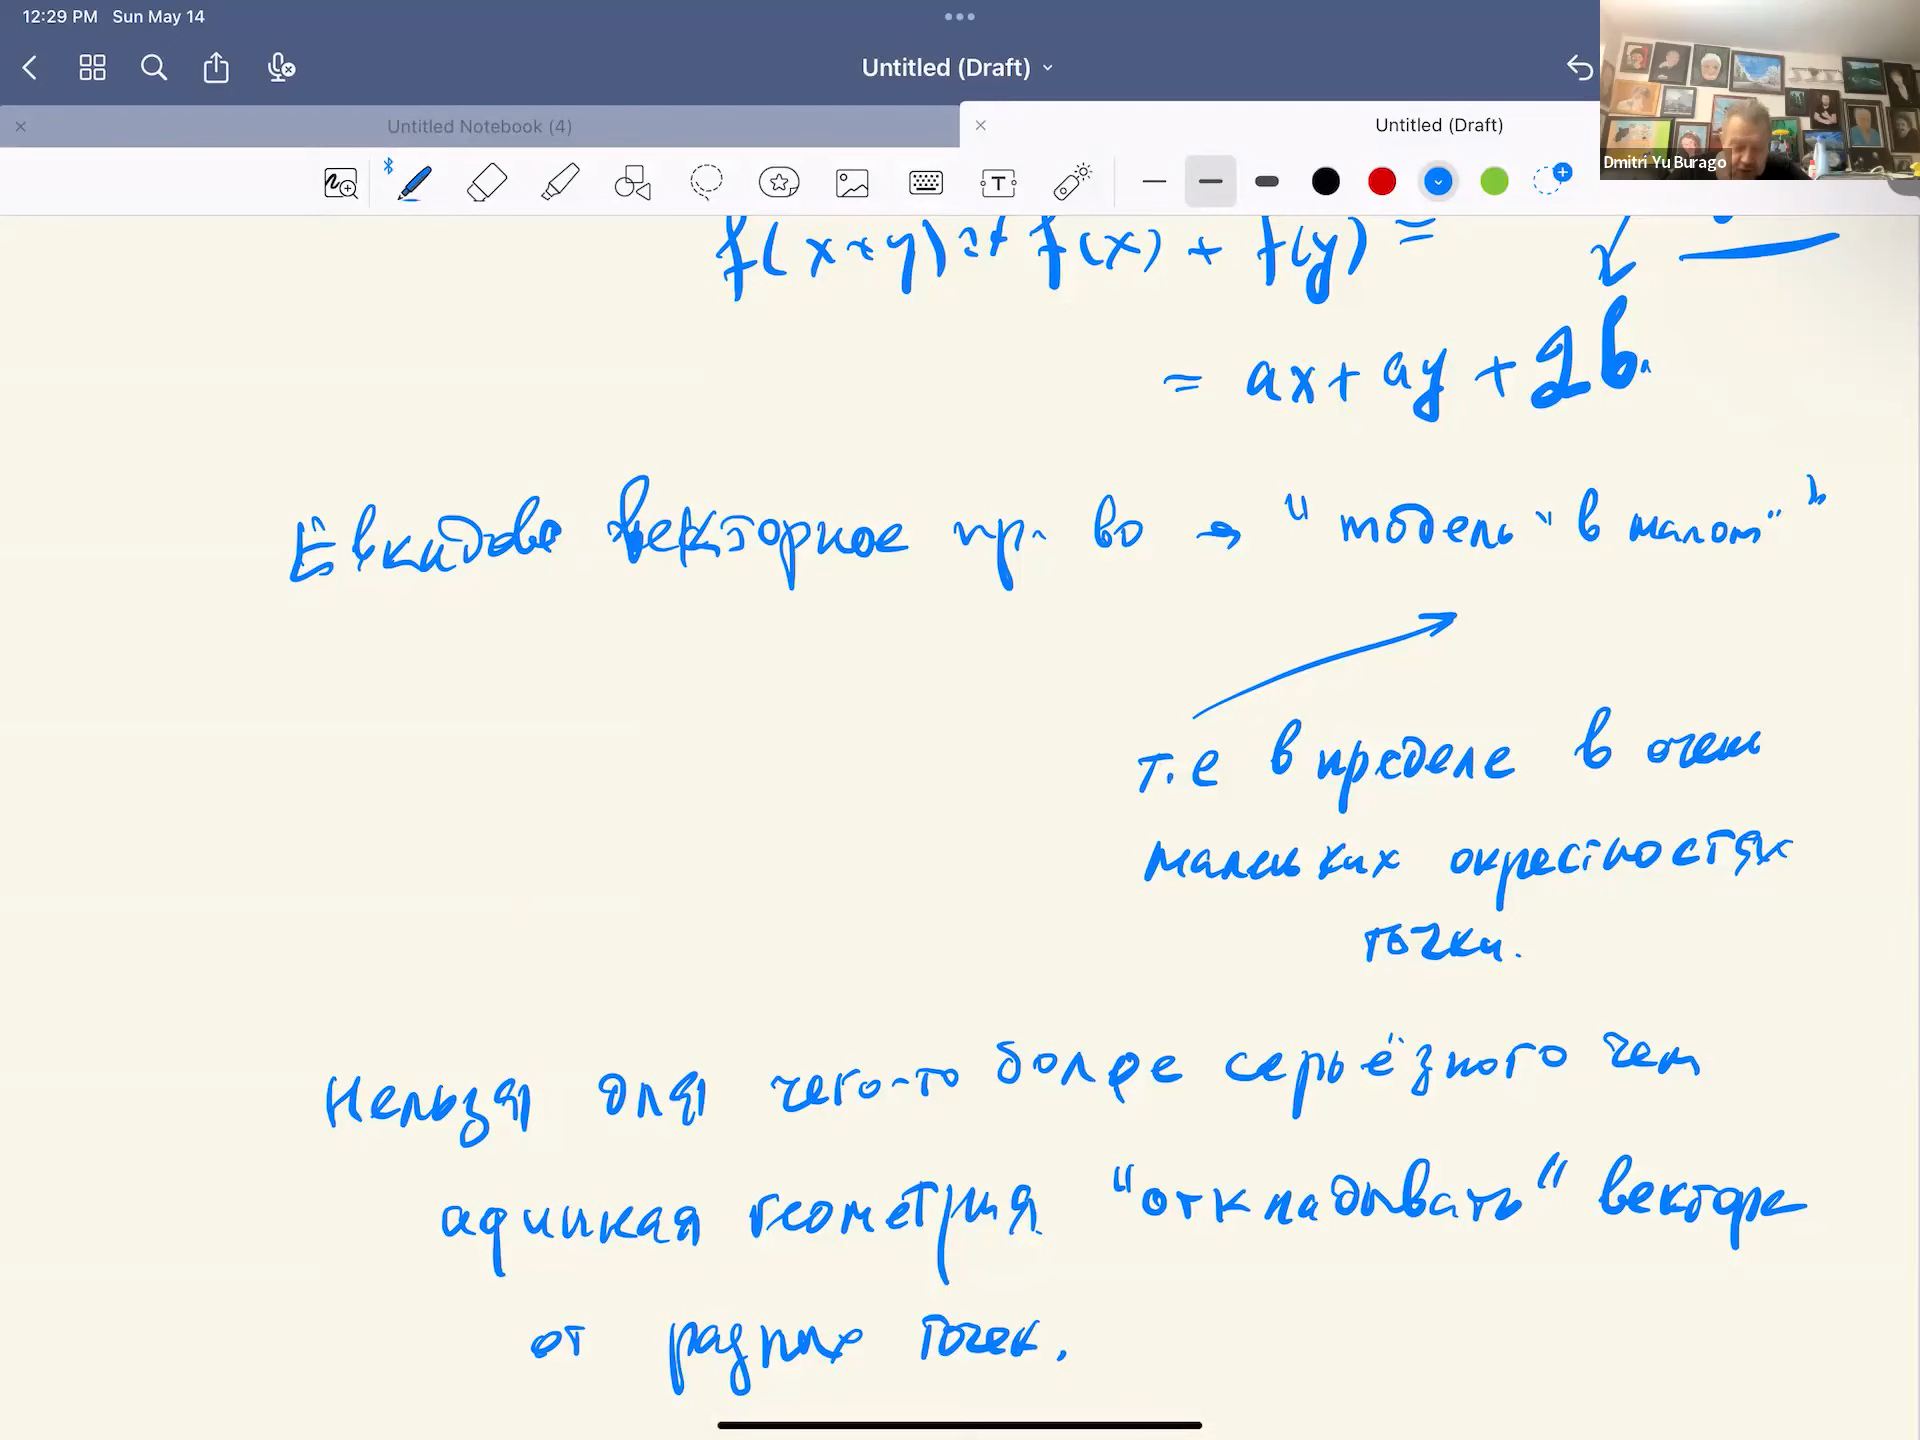 12:29 PM Sun May 14
Untitled (Draft)
Untitled Notebook (4)
Untitled (Draft)
Dmitri Yu Burago
f(x+y) ≠ f(x) + f(y) =
= ax + ay + 2b.
Евкидово векторное пр-во → "модель "в малом""
т.е в пределе в очень
маленьких окрестностях
точки.
Нельзя для чего-то более серьёзного чем
афинная геометрия "откладывать" вектора
от разных точек.